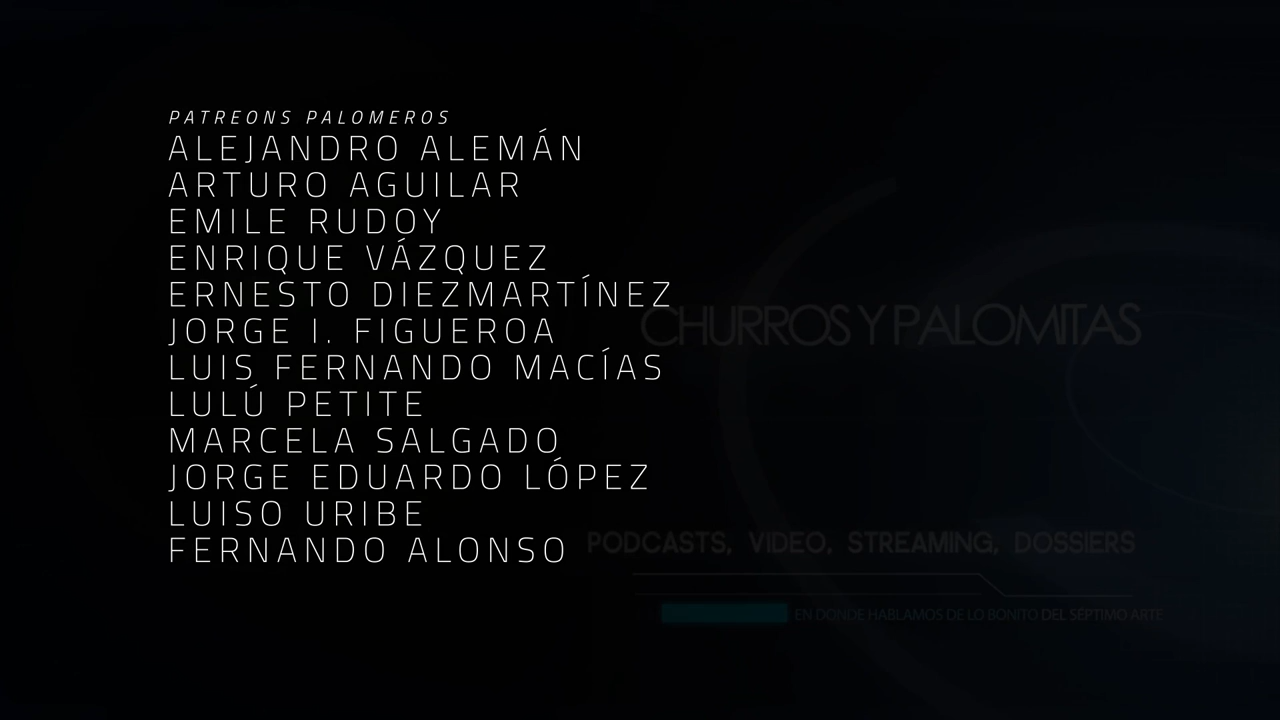 PATREONS PALOMEROS
ALEJANDRO ALEMÁN
ARTURO AGUILAR
EMILE RUDOY
ENRIQUE VÁZQUEZ
ERNESTO DIEZMARTÍNEZ
JORGE I. FIGUEROA
LUIS FERNANDO MACÍAS
LULÚ PETITE
MARCELA SALGADO
JORGE EDUARDO LÓPEZ
LUISO URIBE
FERNANDO ALONSO
CHURROS Y PALOMITAS
PODCASTS, VIDEO, STREAMING, DOSSIERS
EN DONDE HABLAMOS DE LO BONITO DEL SÉPTIMO ARTE